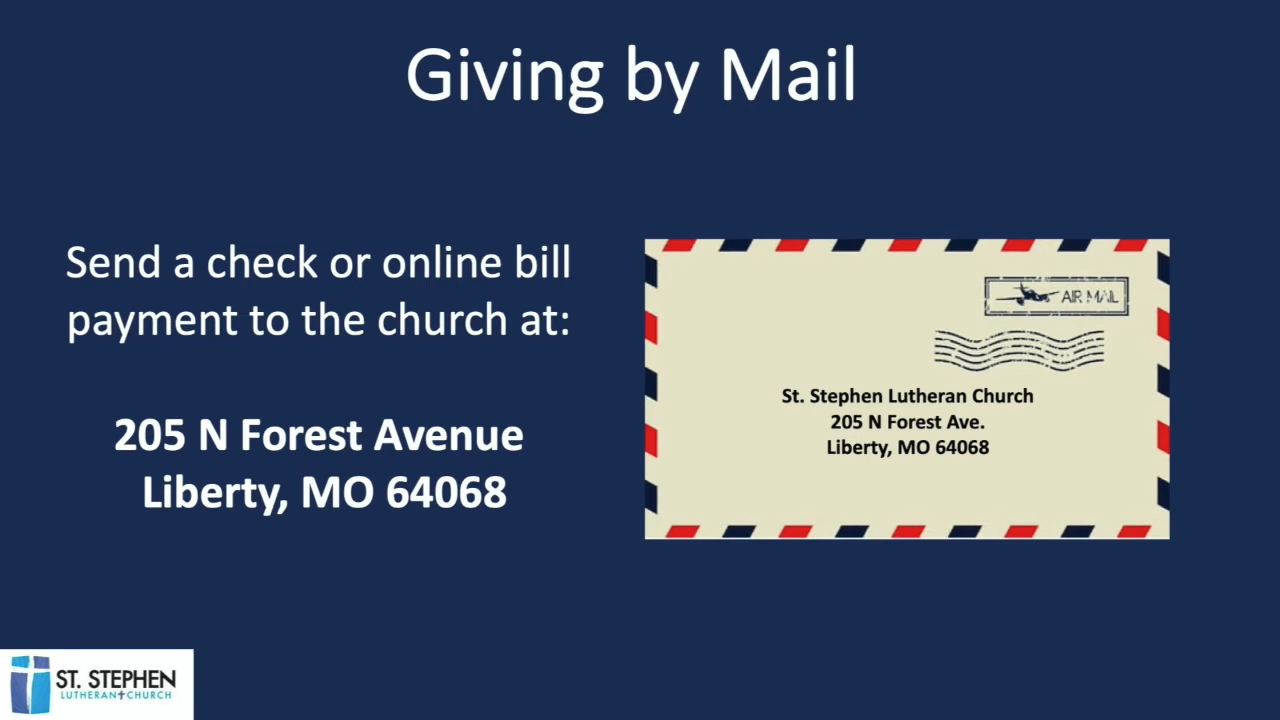 Giving by Mail
Send a check or online bill
payment to the church at:
205 N Forest Avenue
Liberty, MO 64068
AIR MAIL
St. Stephen Lutheran Church
205 N Forest Ave.
Liberty, MO 64068
ST. STEPHEN
LUTHERAN CHURCH